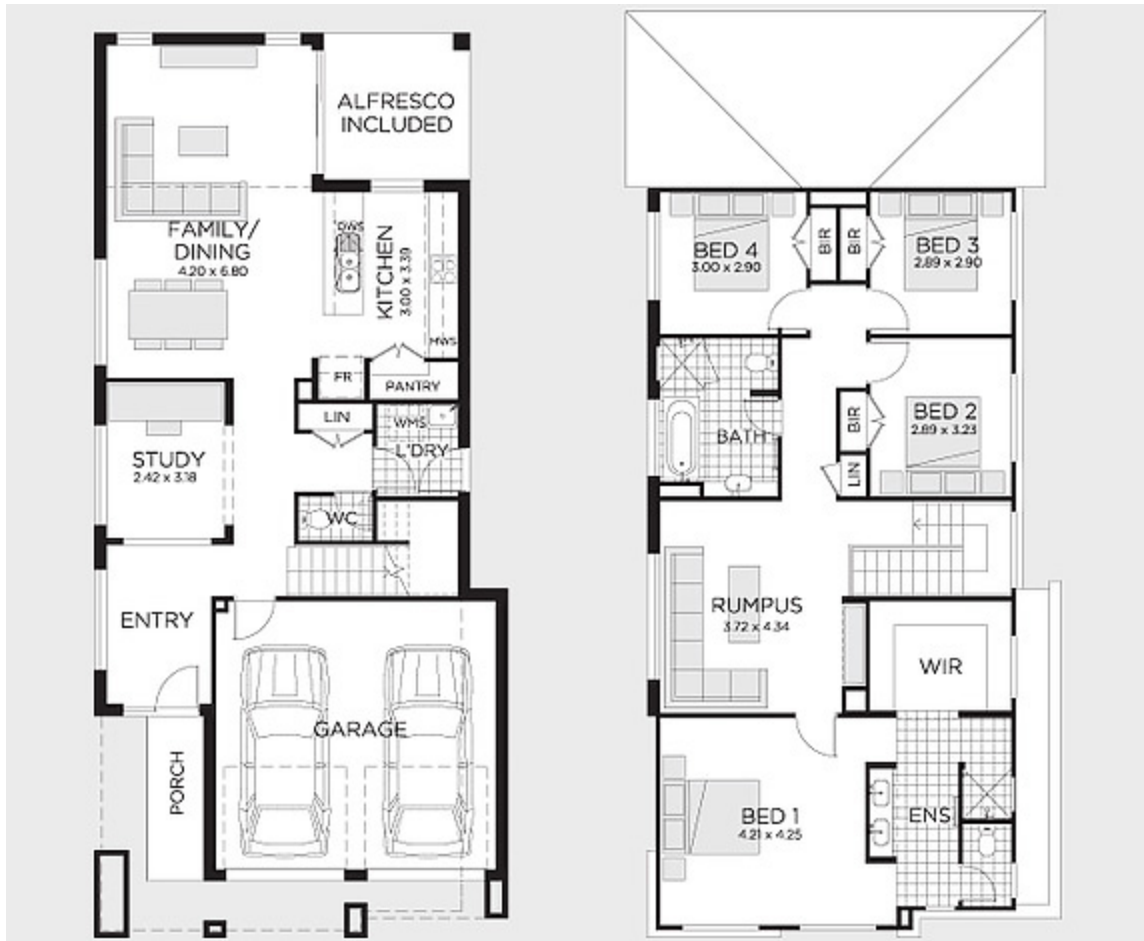 ALFRESCO
INCLUDED
FAMILY/
DINING
4.20 x 6.80
DWS
KITCHEN
3.00 x 3.39
HWS
FR
PANTRY
LIN
WMS
L'DRY
STUDY
2.42 x 3.18
WC
ENTRY
GARAGE
PORCH
BED 4
3.00 x 2.90
BIR
BIR
BED 3
2.89 x 2.90
BATH
BIR
BED 2
2.89 x 3.23
LIN
RUMPUS
3.72 x 4.34
WIR
BED 1
4.21 x 4.25
ENS